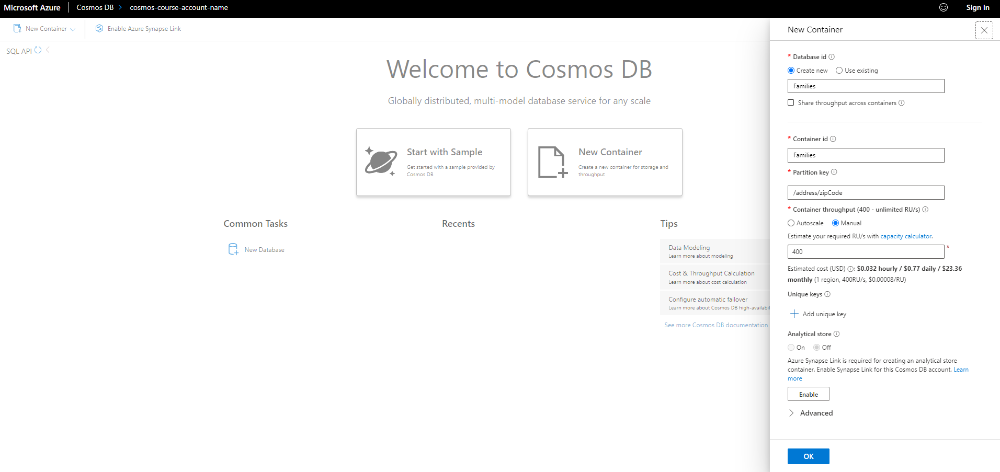 Microsoft Azure
Cosmos DB
cosmos-course-account-name
Sign In
New Container
Enable Azure Synapse Link
SQL API
Welcome to Cosmos DB
Globally distributed, multi-model database service for any scale
Start with Sample
Get started with a sample provided by
Cosmos DB
New Container
Create a new container for storage and
throughput
Common Tasks
New Database
Recents
Tips
Data Modeling
Learn more about modeling
Cost & Throughput Calculation
Learn more about cost calculation
Configure automatic failover
Learn more about Cosmos DB high-availabil
See more Cosmos DB documentation
New Container
* Database id
Create new Use existing
Families
Share throughput across containers
* Container id
Families
* Partition key
/address/zipCode
* Container throughput (400 - unlimited RU/s)
Autoscale Manual
Estimate your required RU/s with capacity calculator.
400 *
Estimated cost (USD) : $0.032 hourly / $0.77 daily / $23.36
monthly (1 region, 400RU/s, $0.00008/RU)
Unique keys
Add unique key
Analytical store
On Off
Azure Synapse Link is required for creating an analytical store
container. Enable Synapse Link for this Cosmos DB account. Learn
more
Enable
Advanced
OK